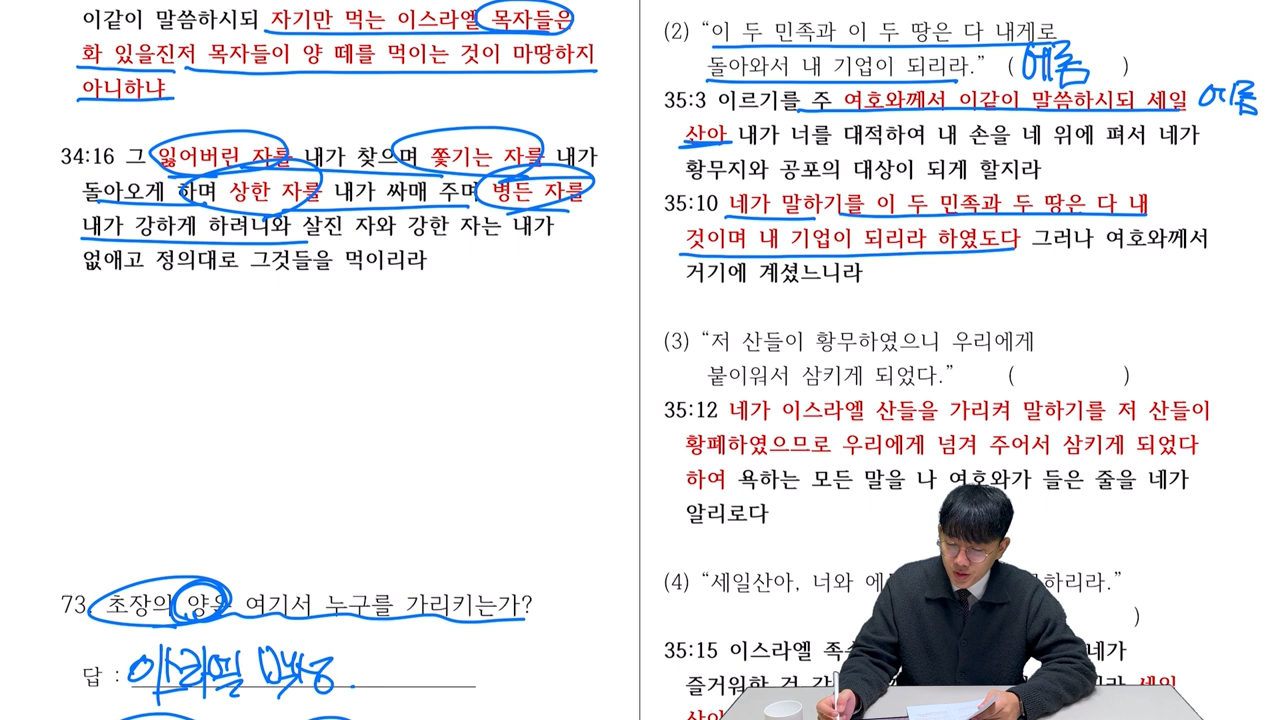 이같이 말씀하시되 자기만 먹는 이스라엘 목자들은
화 있을진저 목자들이 양 떼를 먹이는 것이 마땅하지
아니하냐
34:16 그 잃어버린 자를 내가 찾으며 쫓기는 자를 내가
돌아오게 하며 상한 자를 내가 싸매 주며 병든 자를
내가 강하게 하려니와 살진 자와 강한 자는 내가
없애고 정의대로 그것들을 먹이리라
73. 초장의 양은 여기서 누구를 가리키는가?
답 : 이스라엘 백성.
(2) “이 두 민족과 이 두 땅은 다 내게로
돌아와서 내 기업이 되리라.” ( 에돔 )
35:3 이르기를 주 여호와께서 이같이 말씀하시되 세일 에돔
산아 내가 너를 대적하여 내 손을 네 위에 펴서 네가
황무지와 공포의 대상이 되게 할지라
35:10 네가 말하기를 이 두 민족과 두 땅은 다 내
것이며 내 기업이 되리라 하였도다 그러나 여호와께서
거기에 계셨느니라
(3) “저 산들이 황무하였으니 우리에게
붙이워서 삼키게 되었다.” ( )
35:12 네가 이스라엘 산들을 가리켜 말하기를 저 산들이
황폐하였으므로 우리에게 넘겨 주어서 삼키게 되었다
하여 욕하는 모든 말을 나 여호와가 들은 줄을 네가
알리로다
(4) “세일산아, 너와 에 하리라.”
)
35:15 이스라엘 족 네가
즐거워한 것 세일
산아